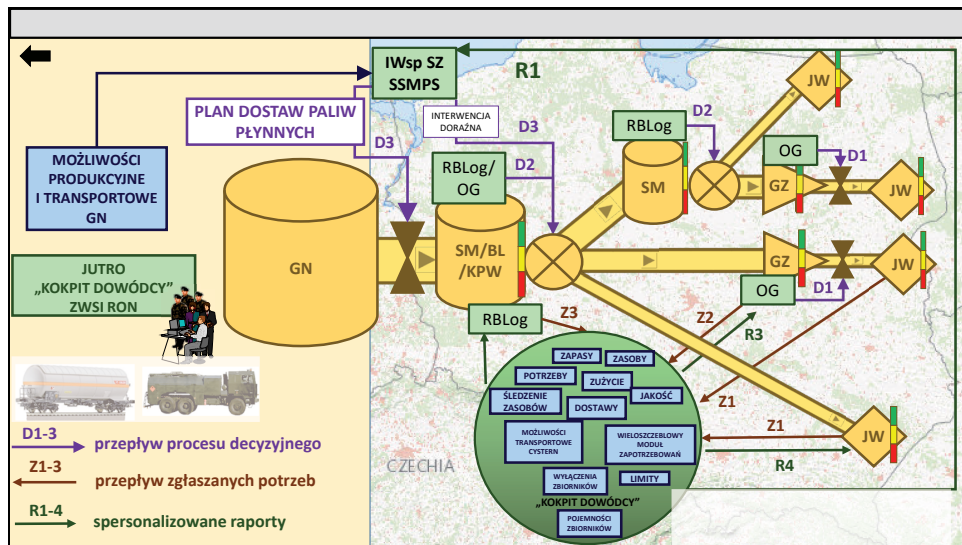 IWsp SZ
SSMPS
R1
JW
PLAN DOSTAW PALIW
PŁYNNYCH
INTERWENCJA
DORAŹNA
D3
D3
RBLog
D2
OG
D1
MOŻLIWOŚCI
PRODUKCYJNE
I TRANSPORTOWE
GN
RBLog/
OG
D2
SM
GZ
JW
GN
SM/BL
/KPW
GZ
JW
JUTRO
„KOKPIT DOWÓDCY”
ZWSI RON
OG
D1
RBLog
Z3
Z2
R3
ZAPASY
ZASOBY
POTRZEBY
ZUŻYCIE
ŚLEDZENIE
ZASOBÓW
JAKOŚĆ
DOSTAWY
Z1
MOŻLIWOŚCI
TRANSPORTOWE
CYSTERN
WIELOSZCZEBLOWY
MODUŁ
ZAPOTRZEBOWAŃ
Z1
JW
R4
CZECHIA
WYŁĄCZENIA
ZBIORNIKÓW
LIMITY
„KOKPIT DOWÓDCY”
POJEMNOŚCI
ZBIORNIKÓW
D1-3 przepływ procesu decyzyjnego
Z1-3 przepływ zgłaszanych potrzeb
R1-4 spersonalizowane raporty